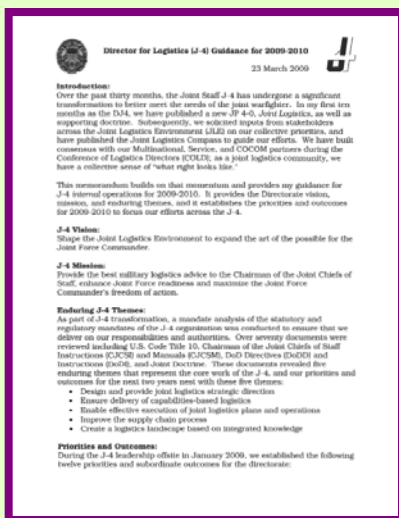 Director for Logistics (J-4) Guidance for 2009-2010
23 March 2009
Introduction:
Over the past thirty months, the Joint Staff J-4 has undergone a significant
transformation to better meet the needs of the joint warfighter. In my first ten
months as the DJ4, we have published a new JP 4-0, Joint Logistics, as well as
supporting doctrine. Subsequently, we solicited inputs from stakeholders
across the Joint Logistics Environment (JLE) on our collective priorities, and
have published the Joint Logistics Compass to guide our efforts. We have built
consensus with our Multinational, Service, and COCOM partners during the
Conference of Logistics Directors (COLD); as a joint logistics community, we
have a collective sense of "what right looks like."
This memorandum builds on that momentum and provides my guidance for
J-4 internal operations for 2009-2010. It provides the Directorate vision,
mission, and enduring themes, and it establishes the priorities and outcomes
for 2009-2010 to focus our efforts across the J-4.
J-4 Vision:
Shape the Joint Logistics Environment to expand the art of the possible for the
Joint Force Commander.
J-4 Mission:
Provide the best military logistics advice to the Chairman of the Joint Chiefs of
Staff, enhance Joint Force readiness and maximize the Joint Force
Commander's freedom of action.
Enduring J-4 Themes:
As part of J-4 transformation, a mandate analysis of the statutory and
regulatory mandates of the J-4 organization was conducted to ensure that we
deliver on our responsibilities and authorities. Over seventy documents were
reviewed including U.S. Code Title 10, Chairman of the Joint Chiefs of Staff
Instructions (CJCSI) and Manuals (CJCSM), DoD Directives (DoDD) and
Instructions (DoDI), and Joint Doctrine. These documents revealed five
enduring themes that represent the core work of the J-4, and our priorities and
outcomes for the next two years nest with these five themes:
• Design and provide joint logistics strategic direction
• Ensure delivery of capabilities-based logistics
• Enable effective execution of joint logistics plans and operations
• Improve the supply chain process
• Create a logistics landscape based on integrated knowledge
Priorities and Outcomes:
During the J-4 leadership offsite in January 2009, we established the following
twelve priorities and subordinate outcomes for the directorate: